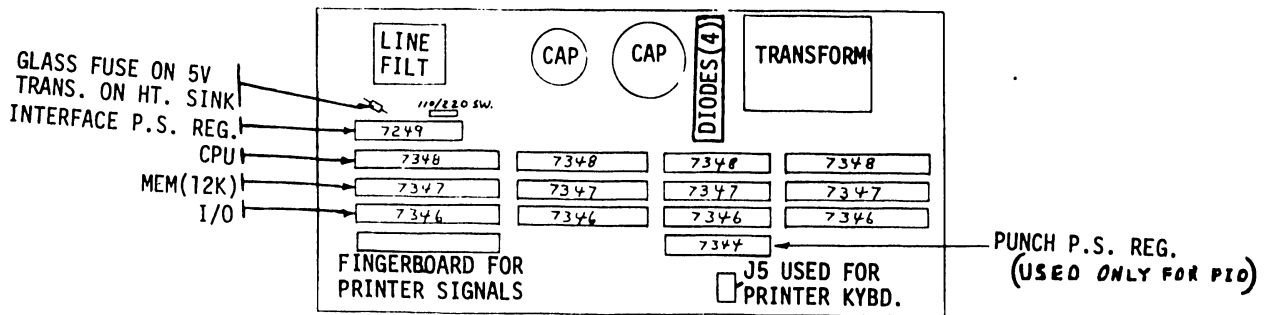 LINE
FILT
CAP
CAP
DIODES(4)
TRANSFORM
GLASS FUSE ON 5V
TRANS. ON HT. SINK
110/220 SW.
INTERFACE P.S. REG.
7249
CPU
7348
7348
7348
7348
MEM(12K)
7347
7347
7347
7347
I/O
7346
7346
7346
7346
7344
PUNCH P.S. REG.
(USED ONLY FOR PIO)
FINGERBOARD FOR
PRINTER SIGNALS
J5 USED FOR
PRINTER KYBD.